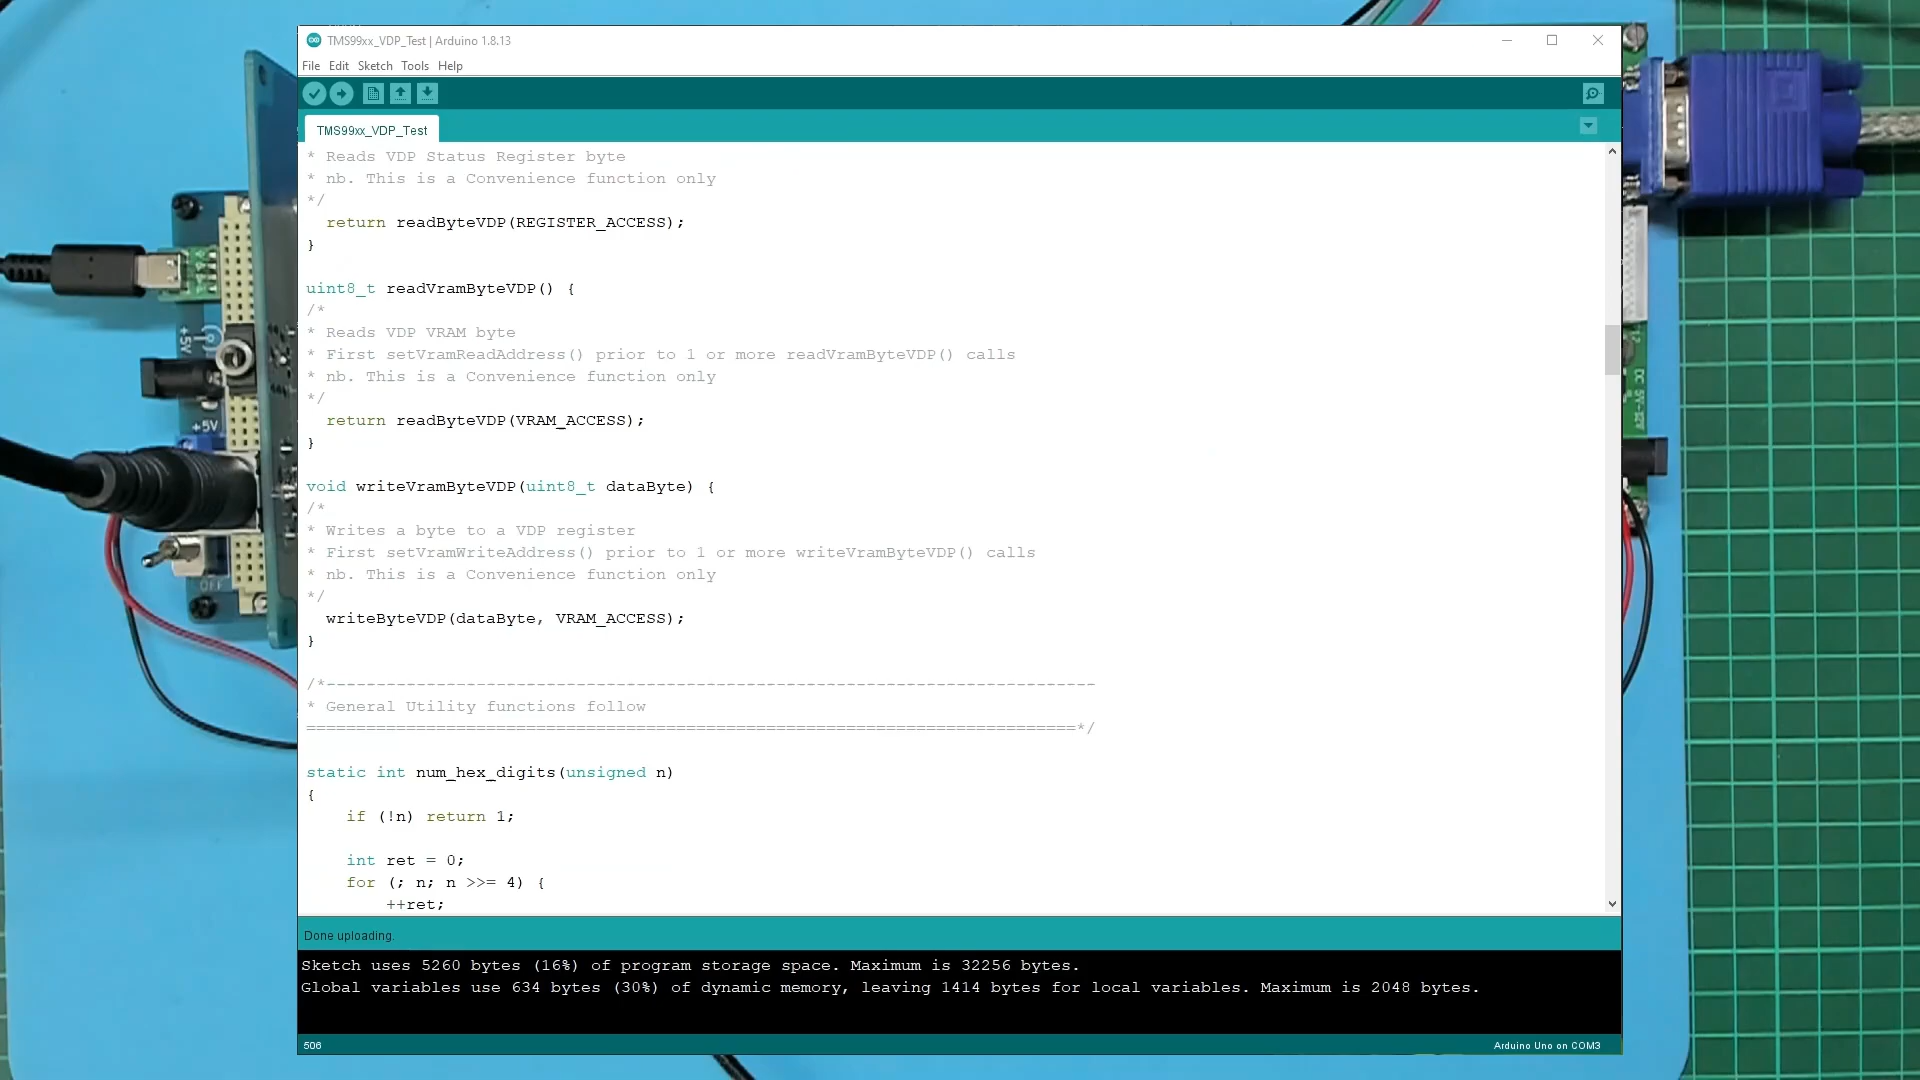 TMS99xx_VDP_Test | Arduino 1.8.13
File Edit Sketch Tools Help
TMS99xx_VDP_Test
* Reads VDP Status Register byte
* nb. This is a Convenience function only
*/
return readByteVDP(REGISTER_ACCESS);
}
uint8_t readVramByteVDP() {
/*
* Reads VDP VRAM byte
* First setVramReadAddress() prior to 1 or more readVramByteVDP() calls
* nb. This is a Convenience function only
*/
return readByteVDP(VRAM_ACCESS);
}
void writeVramByteVDP(uint8_t dataByte) {
/*
* Writes a byte to a VDP register
* First setVramWriteAddress() prior to 1 or more writeVramByteVDP() calls
* nb. This is a Convenience function only
*/
writeByteVDP(dataByte, VRAM_ACCESS);
}
/*-----------------------------------------------------------------------------
* General Utility functions follow
=============================================================================*/
static int num_hex_digits(unsigned n)
{
if (!n) return 1;
int ret = 0;
for (; n; n >>= 4) {
++ret;
Done uploading.
Sketch uses 5260 bytes (16%) of program storage space. Maximum is 32256 bytes.
Global variables use 634 bytes (30%) of dynamic memory, leaving 1414 bytes for local variables. Maximum is 2048 bytes.
506
Arduino Uno on COM3
+5V
+5V
OFF
DC 5V-12V